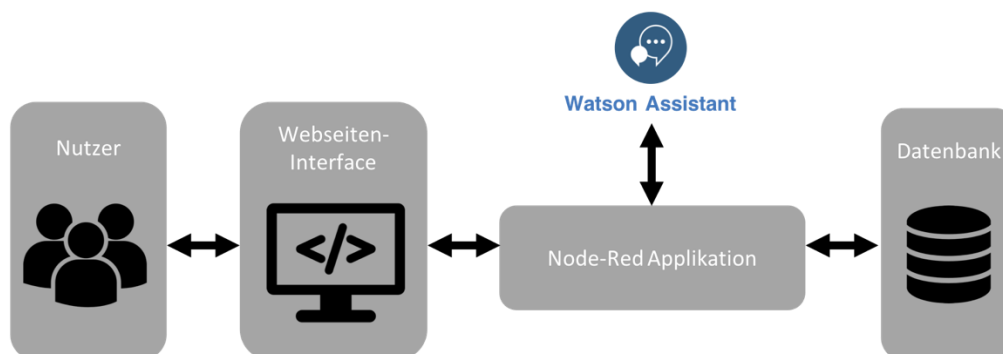 Nutzer
Webseiten-
Interface
</>
Watson Assistant
Node-Red Applikation
Datenbank